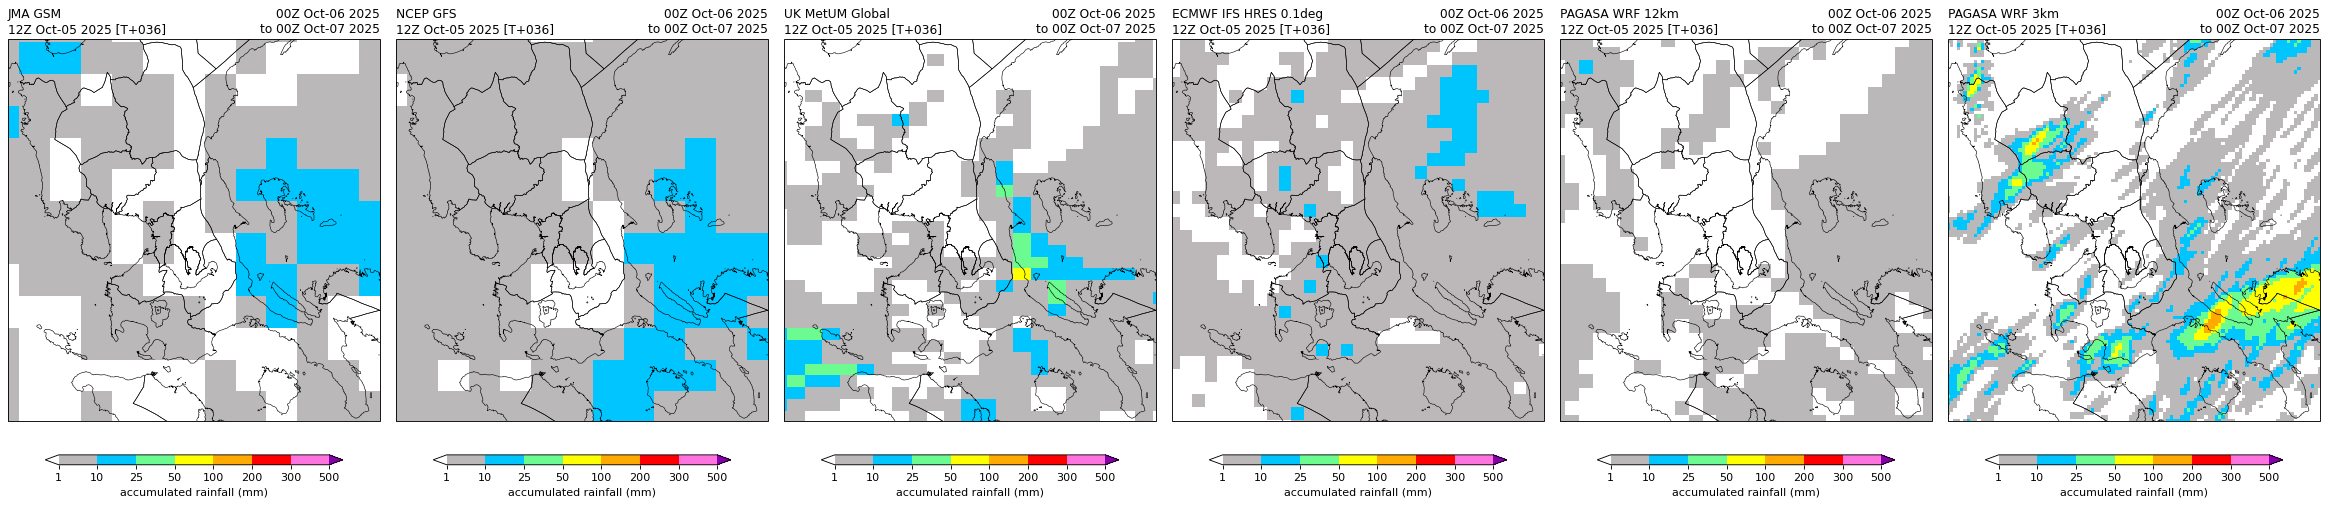 JMA GSM 00Z Oct-06 2025
12Z Oct-05 2025 [T+036] to 00Z Oct-07 2025
1 10 25 50 100 200 300 500
accumulated rainfall (mm)
NCEP GFS 00Z Oct-06 2025
12Z Oct-05 2025 [T+036] to 00Z Oct-07 2025
1 10 25 50 100 200 300 500
accumulated rainfall (mm)
UK MetUM Global 00Z Oct-06 2025
12Z Oct-05 2025 [T+036] to 00Z Oct-07 2025
1 10 25 50 100 200 300 500
accumulated rainfall (mm)
ECMWF IFS HRES 0.1deg 00Z Oct-06 2025
12Z Oct-05 2025 [T+036] to 00Z Oct-07 2025
1 10 25 50 100 200 300 500
accumulated rainfall (mm)
PAGASA WRF 12km 00Z Oct-06 2025
12Z Oct-05 2025 [T+036] to 00Z Oct-07 2025
1 10 25 50 100 200 300 500
accumulated rainfall (mm)
PAGASA WRF 3km 00Z Oct-06 2025
12Z Oct-05 2025 [T+036] to 00Z Oct-07 2025
1 10 25 50 100 200 300 500
accumulated rainfall (mm)